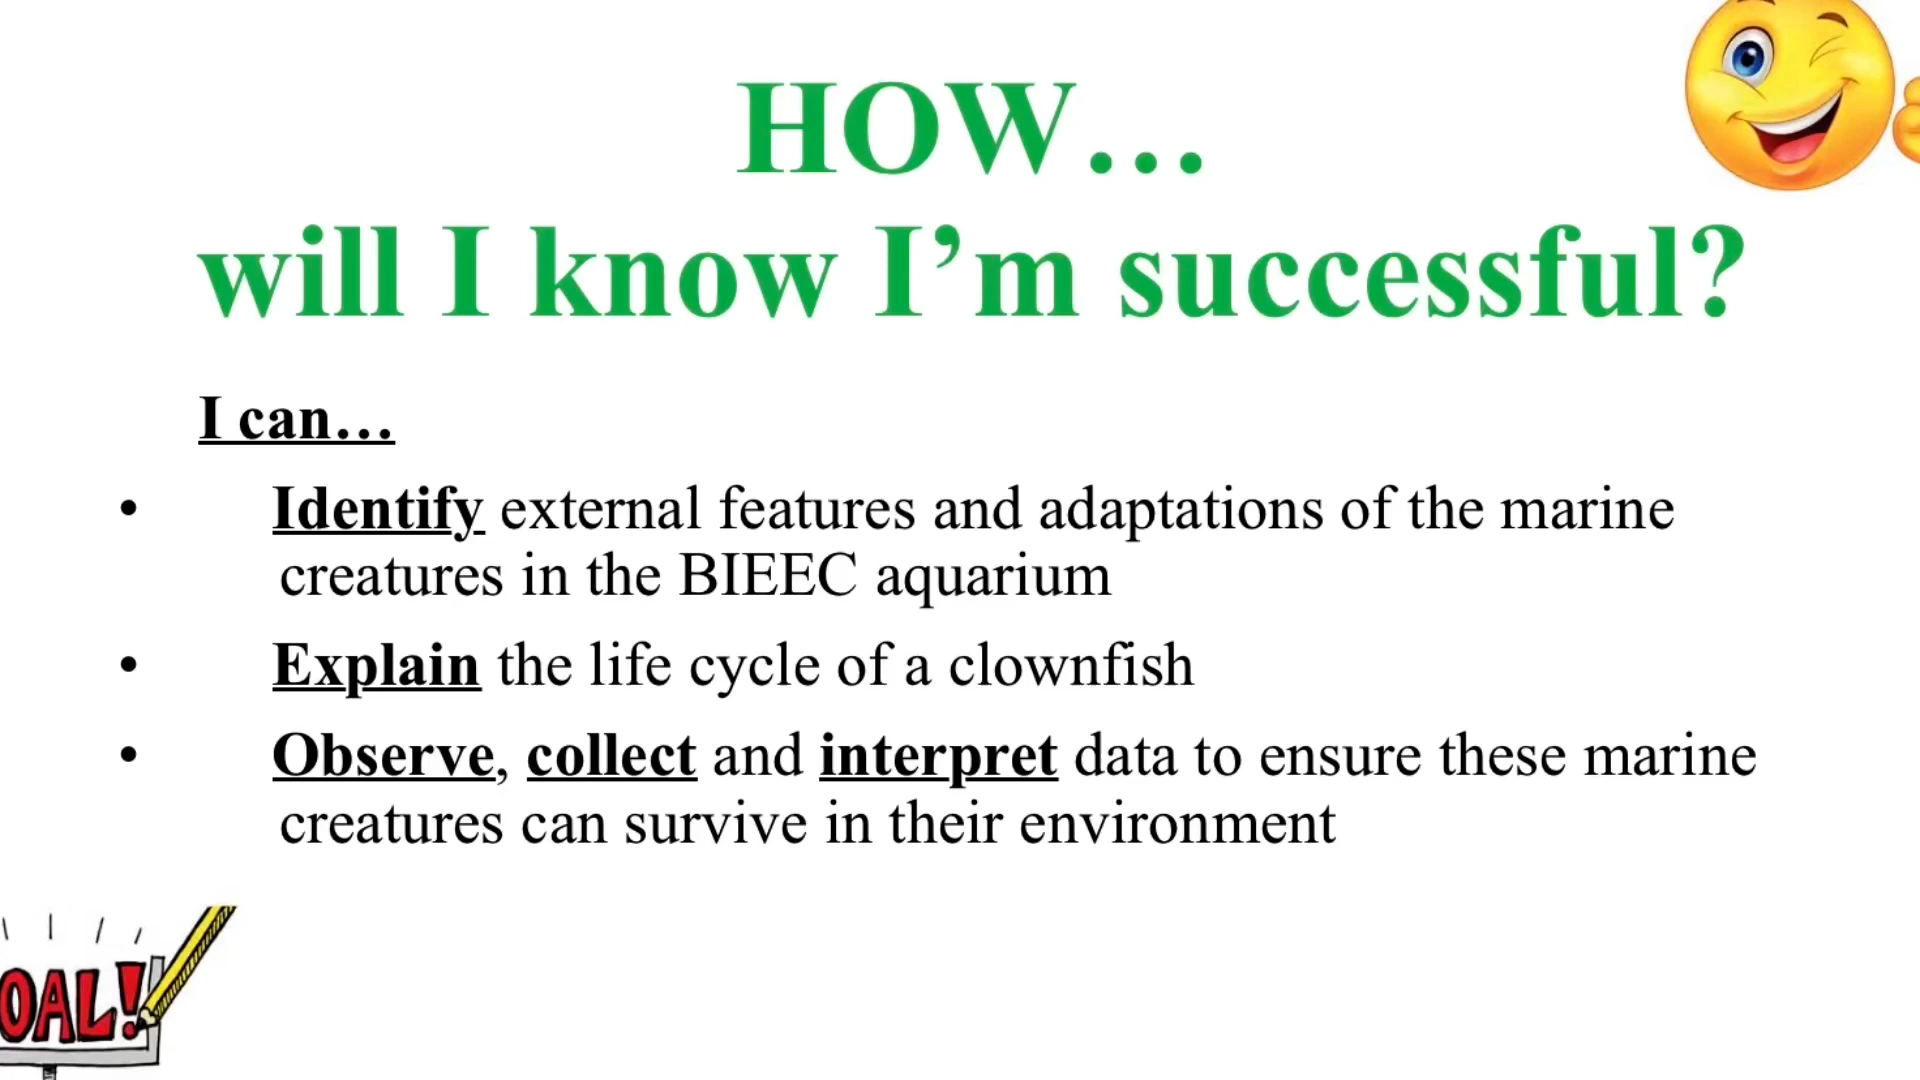 HOW…
will I know I’m successful?
I can…
• Identify external features and adaptations of the marine
creatures in the BIEEC aquarium
• Explain the life cycle of a clownfish
• Observe, collect and interpret data to ensure these marine
creatures can survive in their environment
OAL!